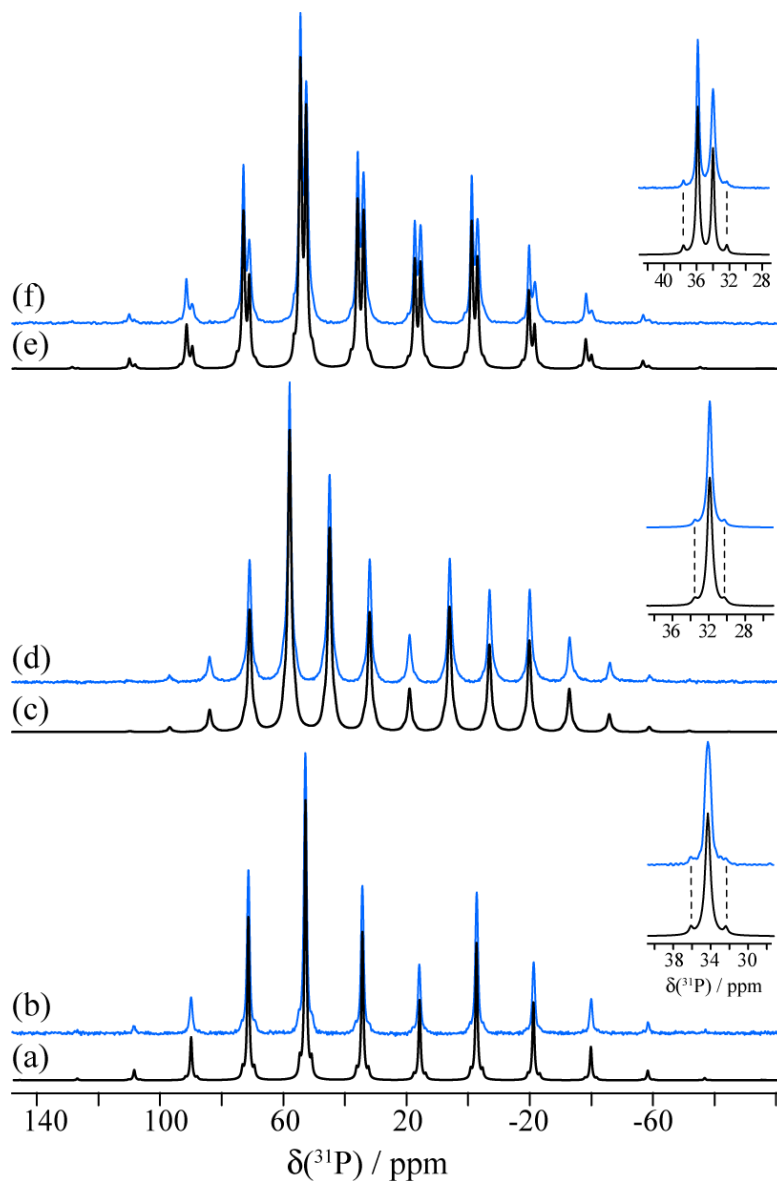 40 36 32 28
(f)
(e)
36 32 28
(d)
(c)
38 34 30
δ(³¹P) / ppm
(b)
(a)
140 100 60 20 -20 -60
δ(³¹P) / ppm